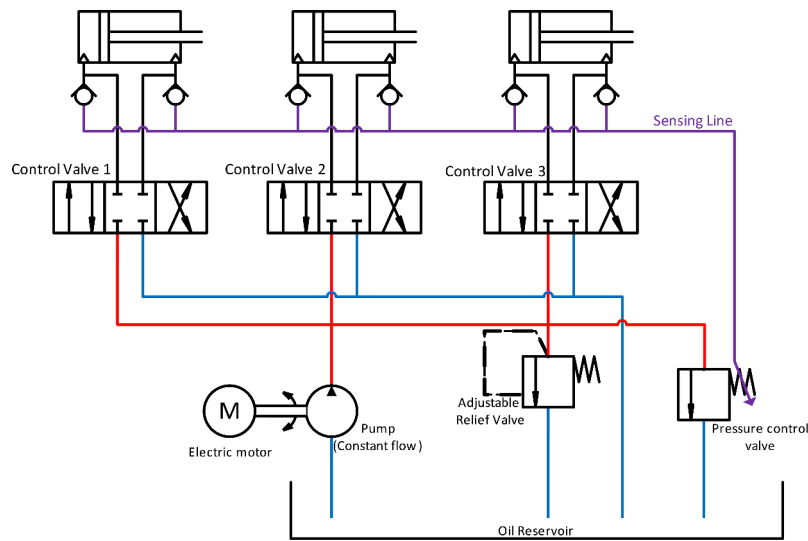 Sensing Line
Control Valve 1
Control Valve 2
Control Valve 3
M
Electric motor
Pump
(Constant flow)
Adjustable
Relief Valve
Pressure control
valve
Oil Reservoir